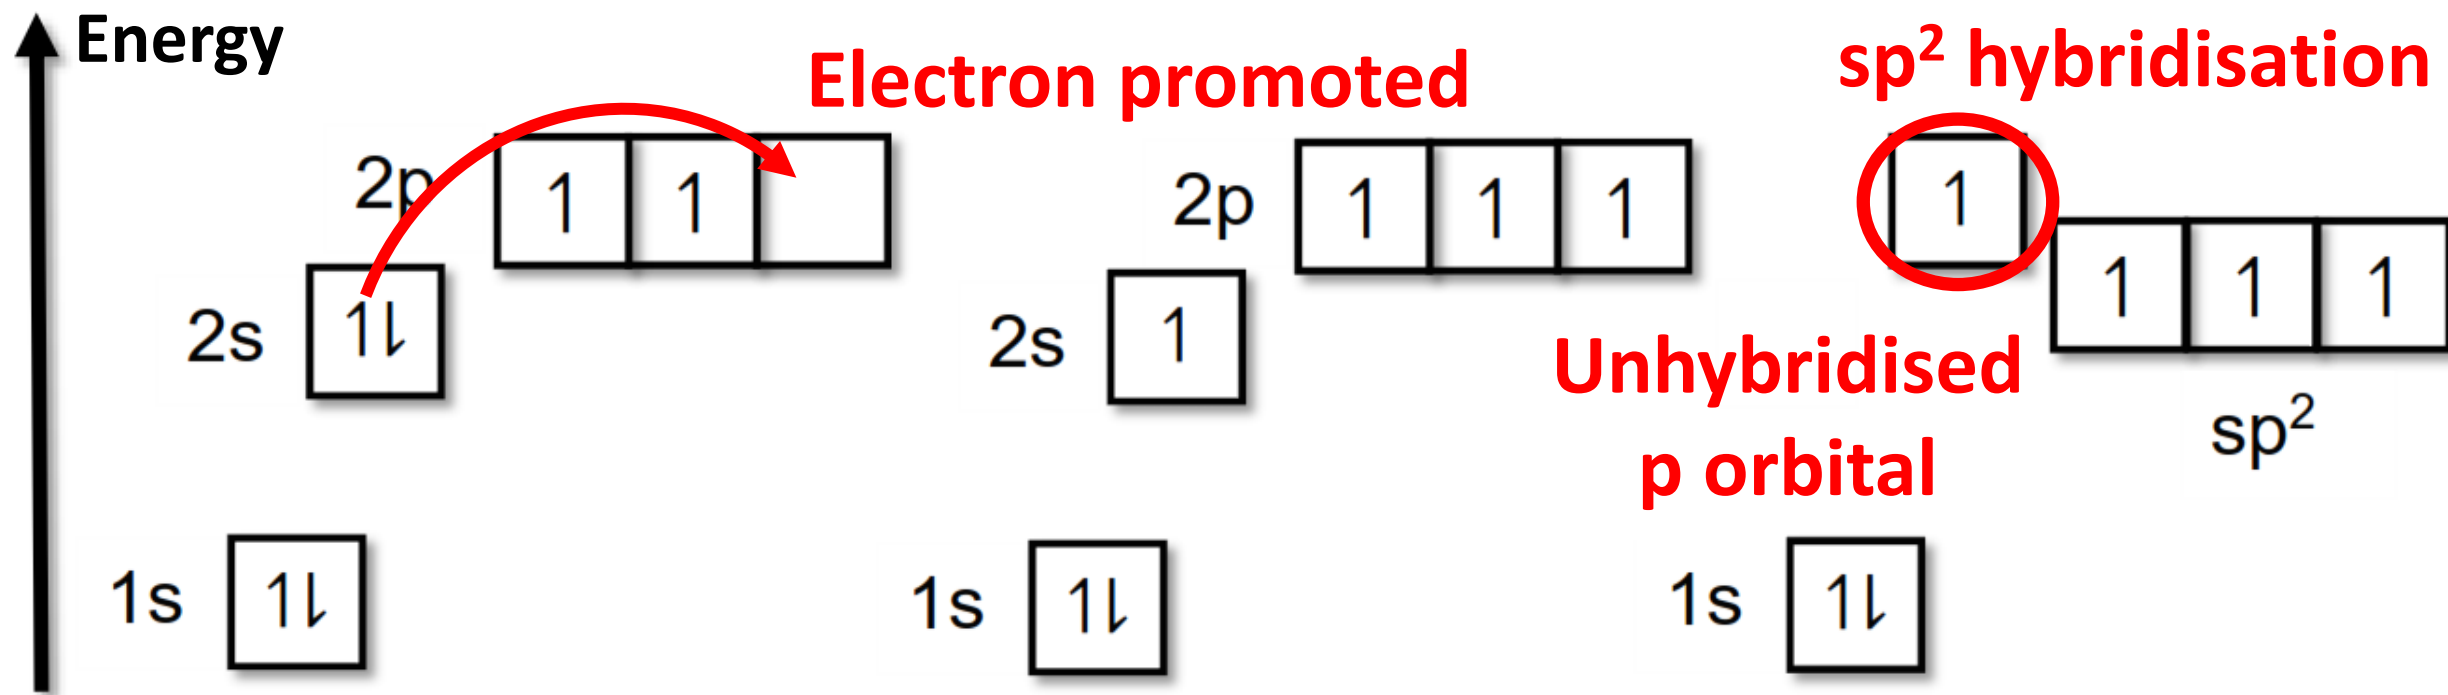 Energy
Electron promoted
sp² hybridisation
2p 1 1
2p 1 1 1
1
2s 1⇂
2s 1
1 1 1
Unhybridised
p orbital
sp²
1s 1⇂
1s 1⇂
1s 1⇂